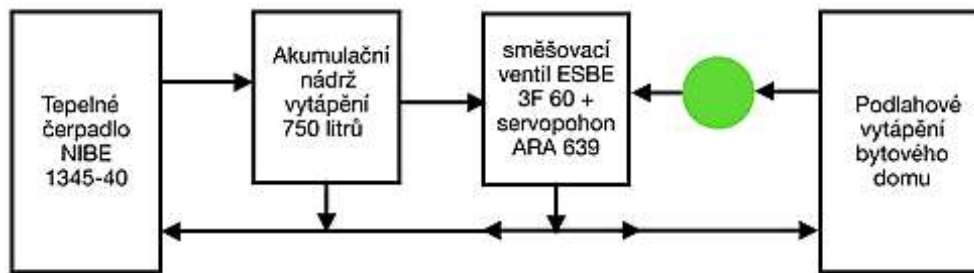 Tepelné
čerpadlo
NIBE
1345-40
Akumulační
nádrž
vytápění
750 litrů
směšovací
ventil ESBE
3F 60 +
servopohon
ARA 639
Podlahové
vytápění
bytového
domu